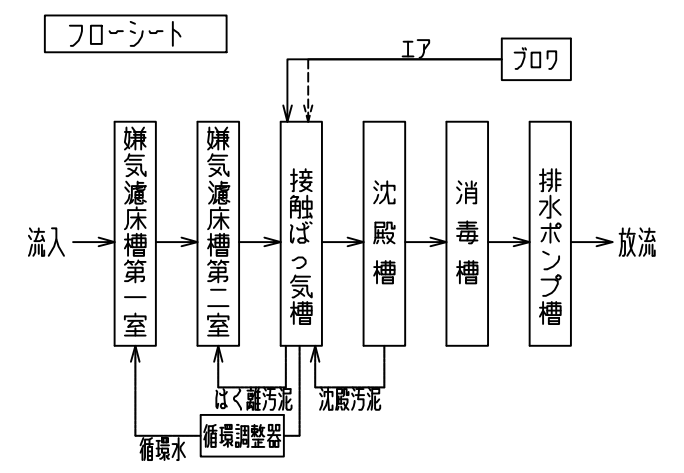 フローシート
エア
ブロワ
流入
嫌気濾床槽第一室
嫌気濾床槽第二室
接触ばっ気槽
沈殿槽
消毒槽
排水ポンプ槽
放流
はく離汚泥
沈殿汚泥
循環水
循環調整器